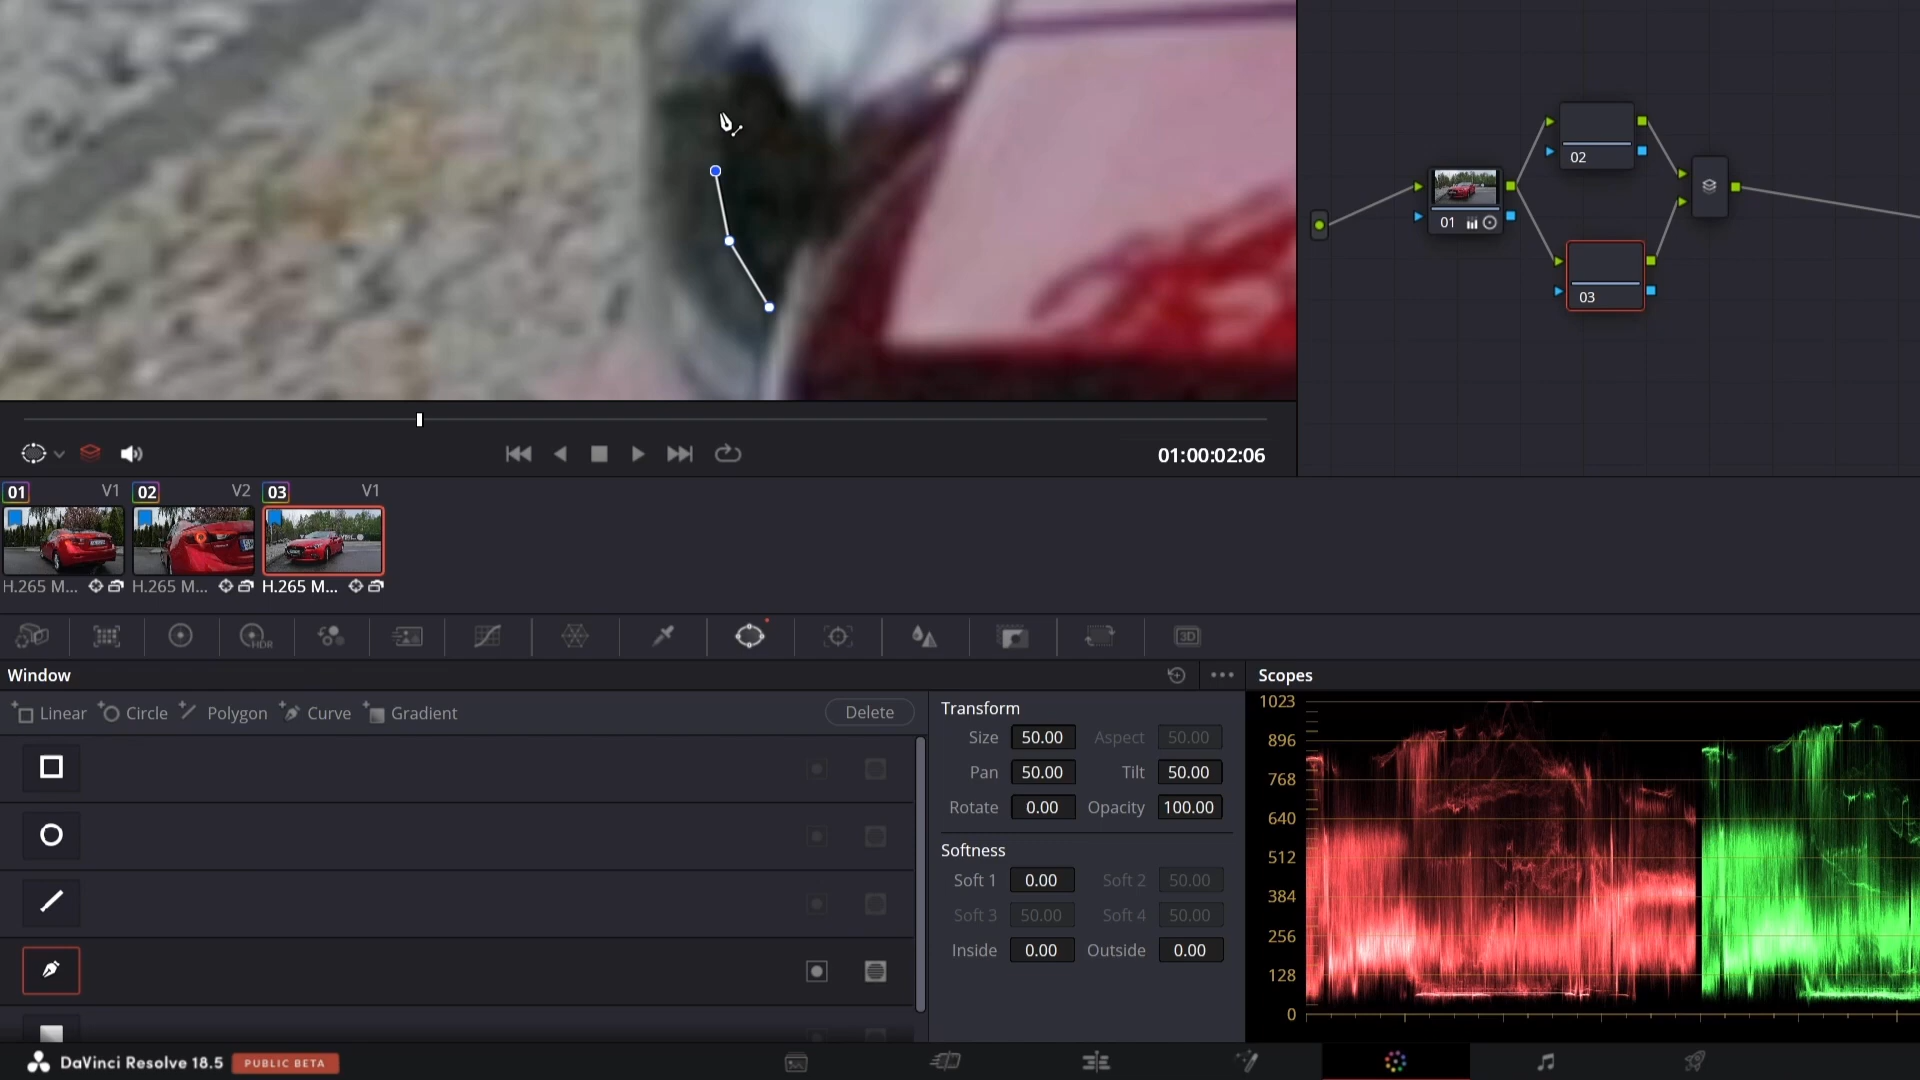 02
01
03
01:00:02:06
01 V1 02 V2 03 V1
H.265 M... H.265 M... H.265 M...
HDR
3D
Window
Scopes
Linear Circle Polygon Curve Gradient Delete
Transform
Size 50.00 Aspect 50.00
Pan 50.00 Tilt 50.00
Rotate 0.00 Opacity 100.00
Softness
Soft 1 0.00 Soft 2 50.00
Soft 3 50.00 Soft 4 50.00
Inside 0.00 Outside 0.00
1023
896
768
640
512
384
256
128
0
DaVinci Resolve 18.5 PUBLIC BETA